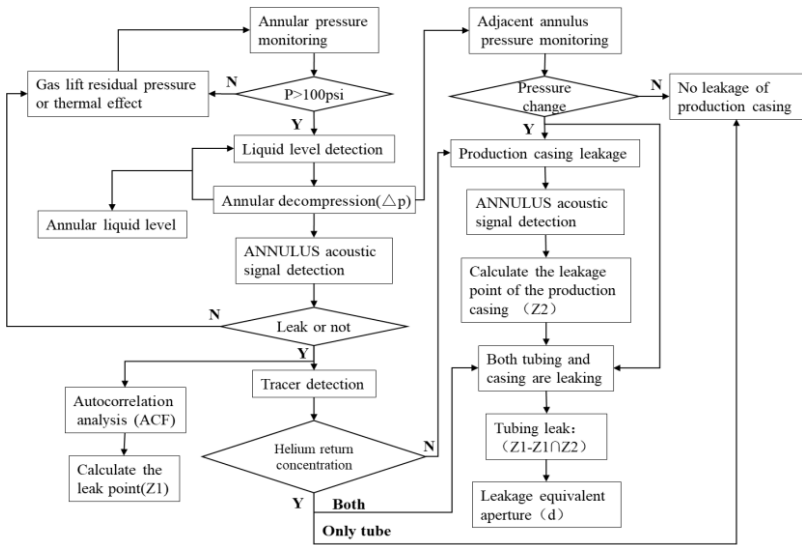 Annular pressure
monitoring
Adjacent annulus
pressure monitoring
Gas lift residual pressure
or thermal effect
N
P>100psi
Y
Pressure
change
N
Y
No leakage of
production casing
Liquid level detection
Production casing leakage
Annular decompression(△p)
Annular liquid level
ANNULUS acoustic
signal detection
ANNULUS acoustic
signal detection
Calculate the leakage
point of the production
casing （Z2）
N
Leak or not
Y
Tracer detection
Both tubing and
casing are leaking
Autocorrelation
analysis (ACF)
Calculate the
leak point(Z1)
Helium return
concentration
N
Y
Both
Only tube
Tubing leak：
（Z1-Z1∩Z2）
Leakage equivalent
aperture（d）